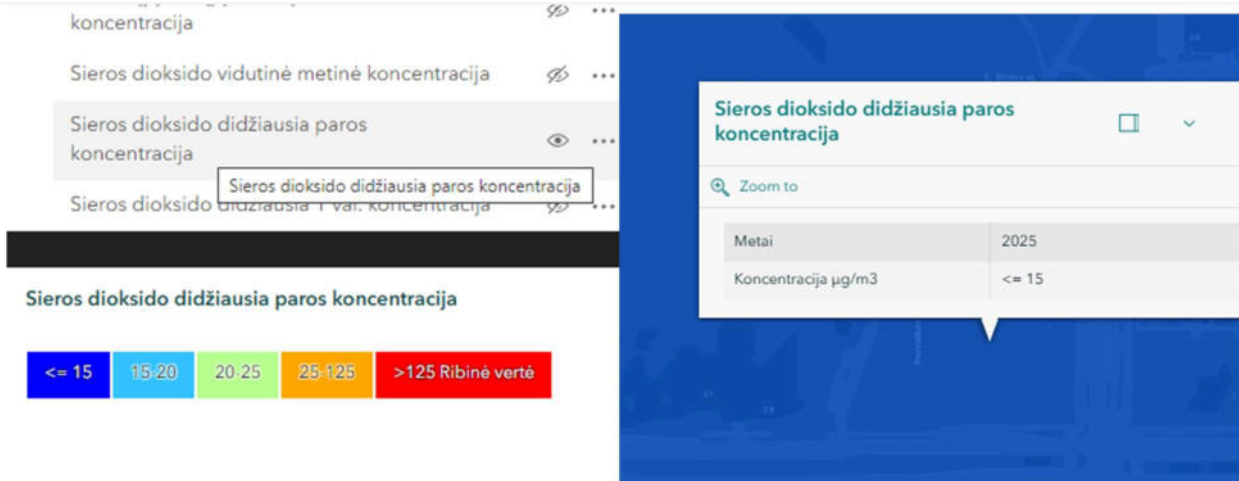 koncentracija
Sieros dioksido vidutinė metinė koncentracija
Sieros dioksido didžiausia paros
koncentracija
Sieros dioksido didžiausia paros koncentracija
Sieros dioksido didžiausia 1 val. koncentracija
Sieros dioksido didžiausia paros koncentracija
<= 15
15-20
20-25
25-125
>125 Ribinė vertė
Sieros dioksido didžiausia paros
koncentracija
Zoom to
Metai 2025
Koncentracija µg/m3 <= 15